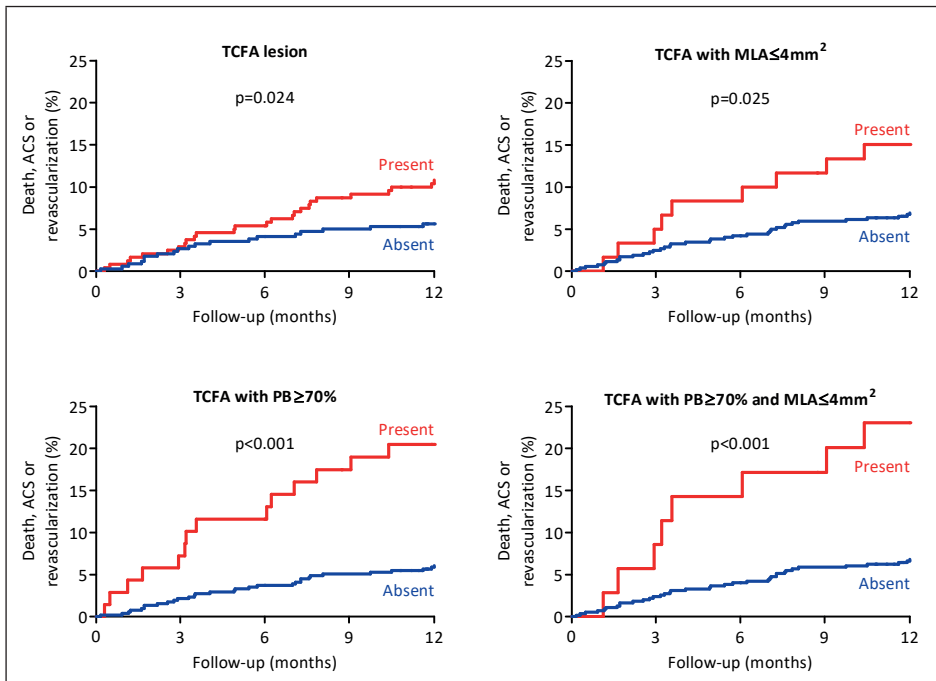 TCFA lesion
25
20
15
10
5
0
Death, ACS or
revascularization (%)
p=0.024
Present
Absent
0 3 6 9 12
Follow-up (months)
TCFA with MLA≤4mm²
25
20
15
10
5
0
Death, ACS or
revascularization (%)
p=0.025
Present
Absent
0 3 6 9 12
Follow-up (months)
TCFA with PB≥70%
25
20
15
10
5
0
Death, ACS or
revascularization (%)
p<0.001
Present
Absent
0 3 6 9 12
Follow-up (months)
TCFA with PB≥70% and MLA≤4mm²
25
20
15
10
5
0
Death, ACS or
revascularization (%)
p<0.001
Present
Absent
0 3 6 9 12
Follow-up (months)